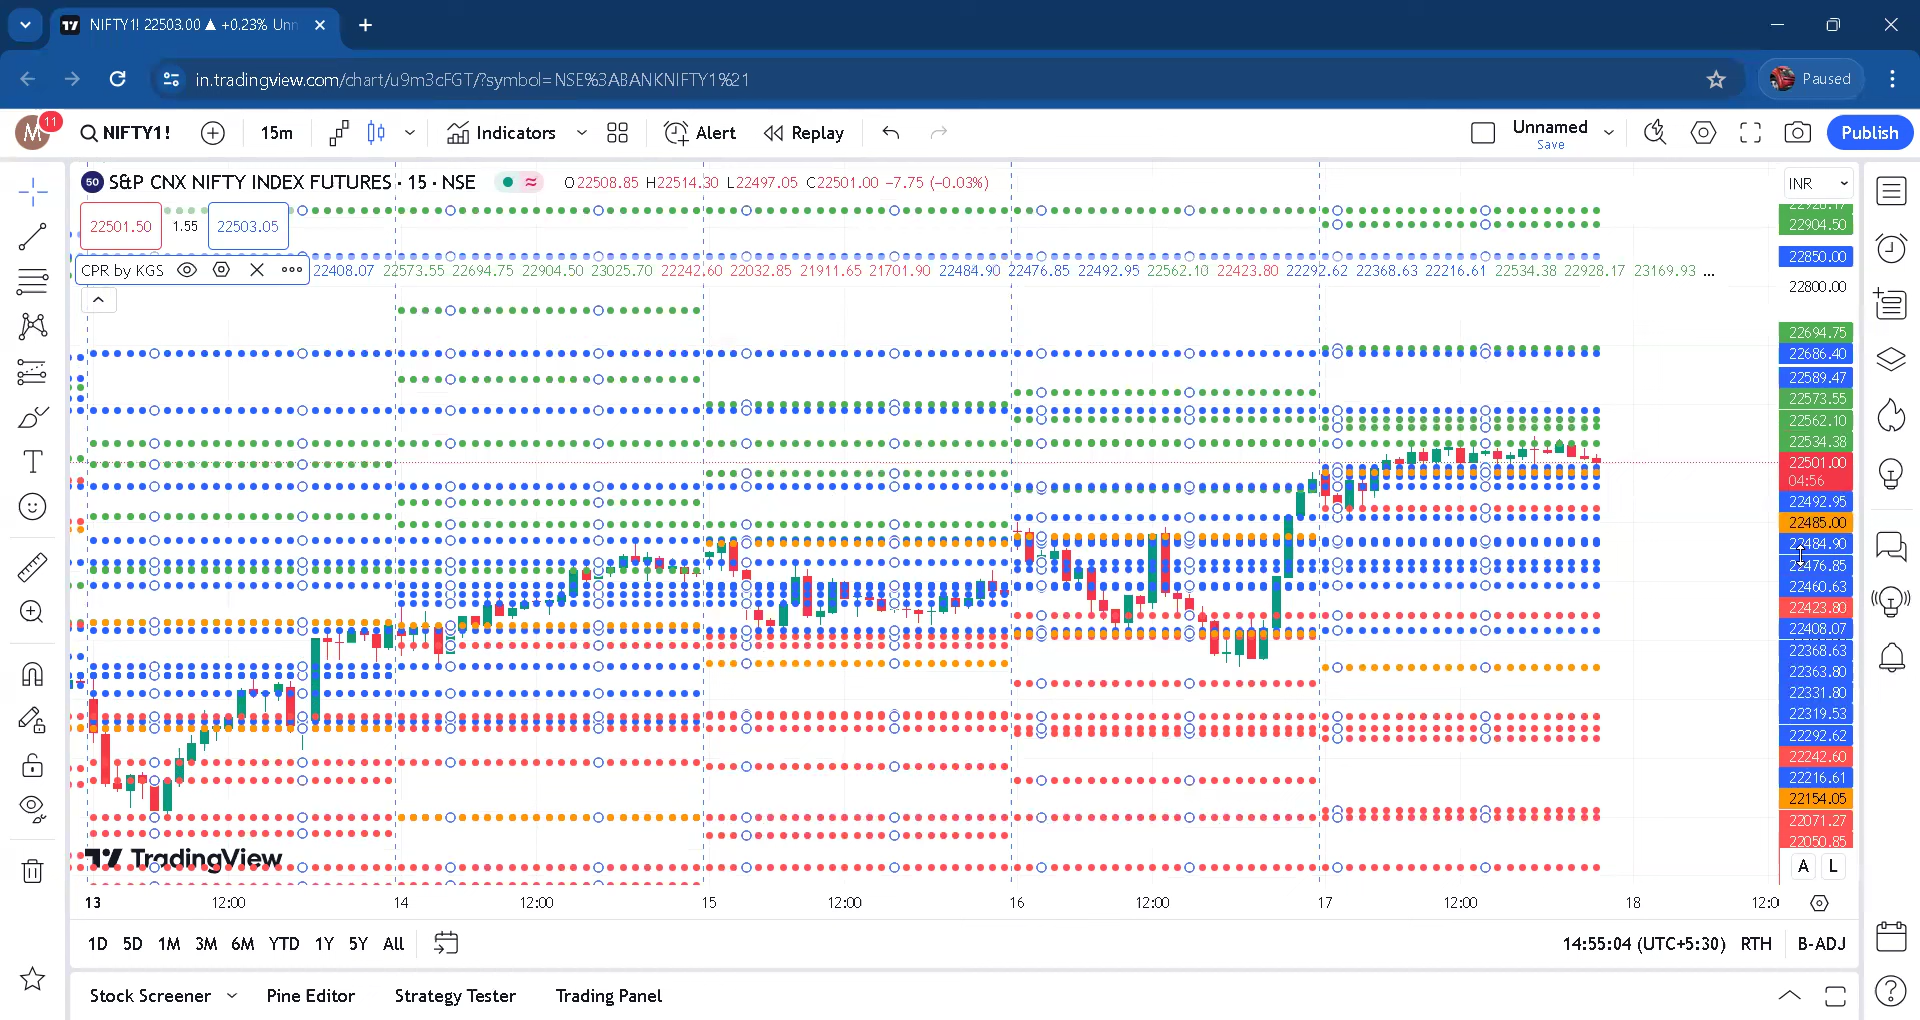 NIFTY1! 22503.00 ▲ +0.23% Unn
in.tradingview.com/chart/u9m3cFGT/?symbol=NSE%3ABANKNIFTY1%21
Paused
M 11 NIFTY1! 15m Indicators Alert Replay Unnamed Save Publish
50 S&P CNX NIFTY INDEX FUTURES · 15 · NSE O22508.85 H22514.30 L22497.05 C22501.00 −7.75 (−0.03%) INR
22501.50 1.55 22503.05
CPR by KGS 22408.07 22573.55 22694.75 22904.50 23025.70 22242.60 22032.85 21911.65 21701.90 22484.90 22476.85 22492.95 22562.10 22423.80 22292.62 22368.63 22216.61 22534.38 22928.17 23169.93 ...
22928.17
22904.50
22850.00
22800.00
22694.75
22686.40
22589.47
22573.55
22562.10
22534.38
22501.00
04:56
22492.95
22485.00
22484.90
22476.85
22460.63
22423.80
22408.07
22368.63
22363.80
22331.80
22319.53
22292.62
22242.60
22216.61
22154.05
22071.27
22050.85
TradingView
A L
13 12:00 14 12:00 15 12:00 16 12:00 17 12:00 18 12:0
1D 5D 1M 3M 6M YTD 1Y 5Y All 14:55:04 (UTC+5:30) RTH B-ADJ
Stock Screener Pine Editor Strategy Tester Trading Panel